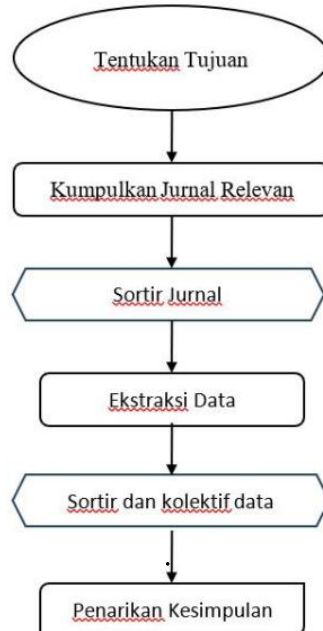 Tentukan Tujuan
Kumpulkan Jurnal Relevan
Sortir Jurnal
Ekstraksi Data
Sortir dan kolektif data
Penarikan Kesimpulan